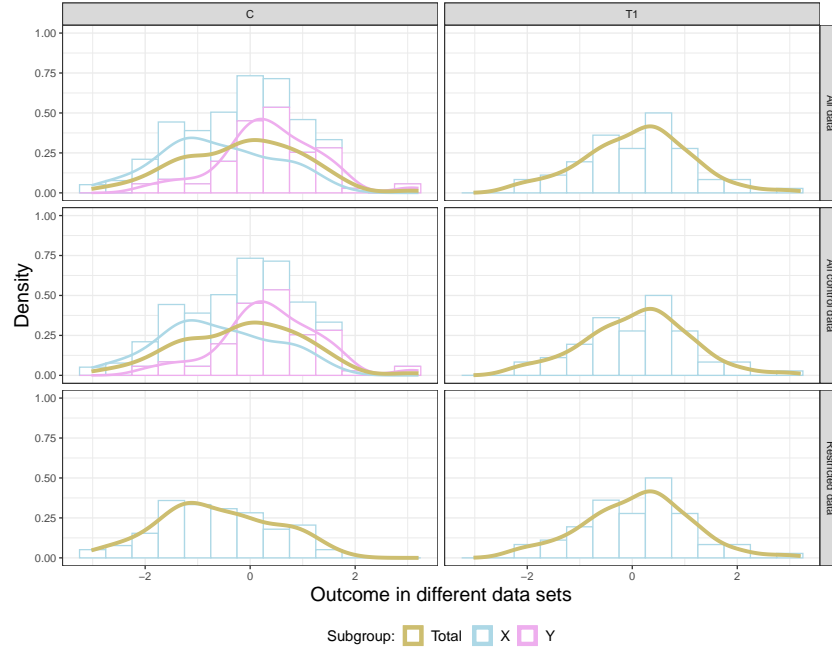 C T1
1.00
0.75
0.50
0.25
0.00
All data
1.00
0.75
0.50
0.25
0.00
All control data
1.00
0.75
0.50
0.25
0.00
Restricted data
Density
−2 0 2 −2 0 2
Outcome in different data sets
Subgroup: Total X Y